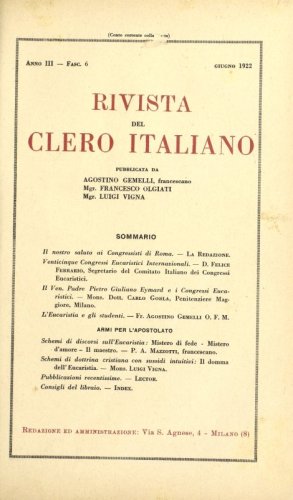 (Conto corrente colla
ANNO III — FASC. 6
GIUGNO 1922
RIVISTA
DEL
CLERO ITALIANO
PUBBLICATA DA
AGOSTINO GEMELLI, francescano
Mgr. FRANCESCO OLGIATI
Mgr. LUIGI VIGNA
SOMMARIO
Il nostro saluto ai Congressisti di Roma. — LA REDAZIONE.
Venticinque Congressi Eucaristici Internazionali. — D. FELICE
FERRARIO, Segretario del Comitato Italiano dei Congressi
Eucaristici.
Il Ven. Padre Pietro Giuliano Eymard e i Congressi Euca-
ristici. — MONS. DOTT. CARLO GORLA, Penitenziere Mag-
giore, Milano.
L'Eucaristia e gli studenti. — FR. AGOSTINO GEMELLI O. F. M.
ARMI PER L'APOSTOLATO
Schemi di discorsi sull'Eucaristia: Mistero di fede - Mistero
d'amore - Il maestro. — P. A. MAZZOTTI, francescano.
Schemi di dottrina cristiana con sussidi intuitivi: Il domma
dell'Eucaristia. — MONS. LUIGI VIGNA.
Pubblicazioni recentissime. — LECTOR.
Consigli del libraio. — INDEX.
REDAZIONE ED AMMINISTRAZIONE: VIA S. AGNESE, 4 - MILANO (8)